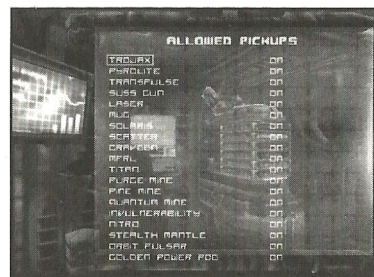 ALLOWED PICKUPS
TROJAX ON
PYROLITE ON
TRANSPULSE ON
SUSS GUN ON
LASER ON
MUG ON
SOLARIS ON
SCATTER ON
GRAVGON ON
MFRL ON
TITAN ON
PURGE MINE ON
PINE MINE ON
QUANTUM MINE ON
INVULNERABILITY ON
NITRO ON
STEALTH MANTLE ON
ORBIT PULSAR ON
GOLDEN POWER POD ON